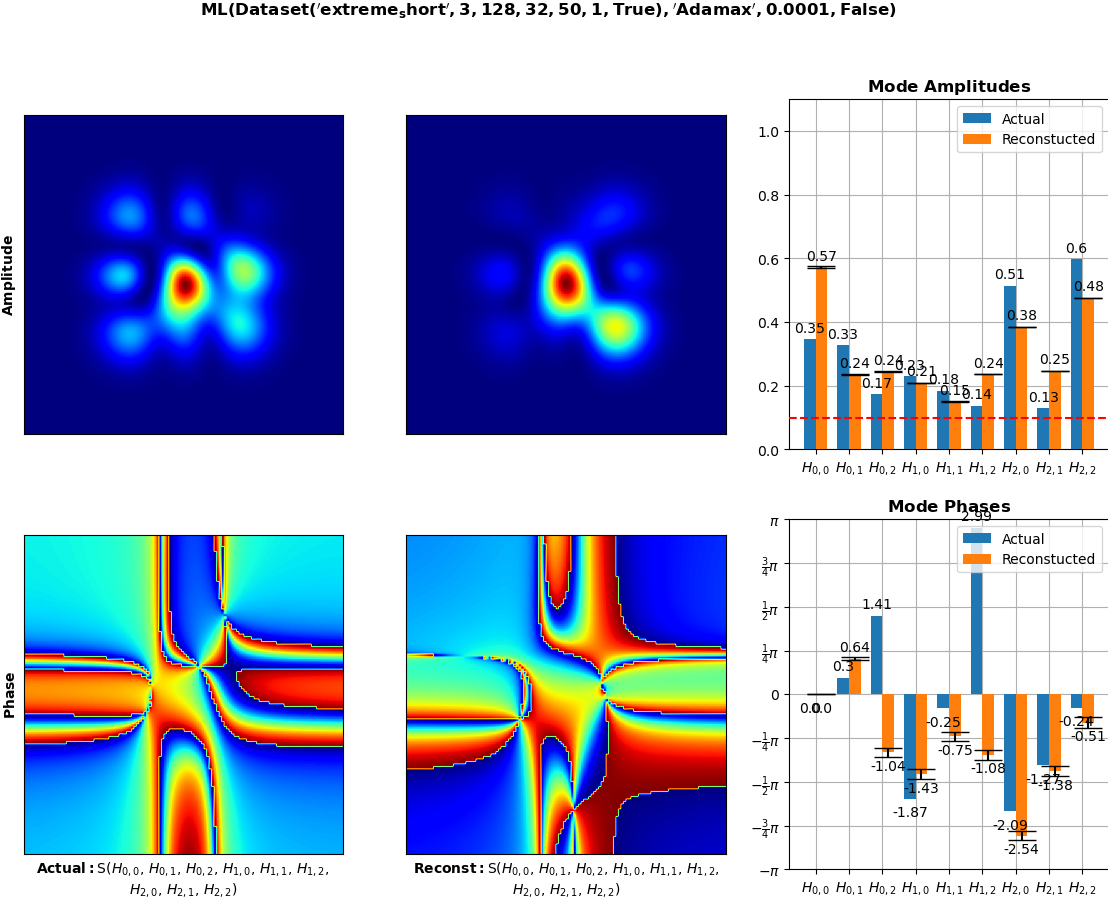 ML(Dataset('extreme_short', 3, 128, 32, 50, 1, True), 'Adamax', 0.0001, False)
Amplitude
Mode Amplitudes
Actual
Reconstucted
1.0
0.8
0.6
0.4
0.2
0.0
0.35
0.57
0.33
0.24
0.17
0.24
0.23
0.21
0.18
0.15
0.14
0.24
0.51
0.38
0.13
0.25
0.6
0.48
H0,0 H0,1 H0,2 H1,0 H1,1 H1,2 H2,0 H2,1 H2,2
Phase
Actual: S(H0,0, H0,1, H0,2, H1,0, H1,1, H1,2,
H2,0, H2,1, H2,2)
Reconst: S(H0,0, H0,1, H0,2, H1,0, H1,1, H1,2,
H2,0, H2,1, H2,2)
Mode Phases
Actual
Reconstucted
π
3/4π
1/2π
1/4π
0
−1/4π
−1/2π
−3/4π
−π
0.0
0.0
0.3
0.64
1.41
-1.04
-1.87
-1.43
-0.25
-0.75
2.99
-1.08
-2.09
-2.54
-1.27
-1.38
-0.24
-0.51
H0,0 H0,1 H0,2 H1,0 H1,1 H1,2 H2,0 H2,1 H2,2